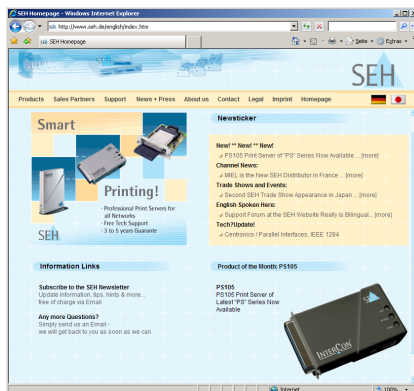 SEH Homepage - Windows Internet Explorer
http://www.seh.de/english/index.htm
SEH Homepage
Seite
Extras
SEH
Products Sales Partners Support News + Press About us Contact Legal Imprint Homepage
Smart
Printing!
- Professional Print Servers for
all Networks
- Free Tech Support
- 3 to 5 years Guarante
SEH
Newsticker
New! ** New! ** New!
PS105 Print Server of "PS" Series Now Available ... [more]
Channel News:
MIEL is the New SEH Distributor in France ... [more]
Trade Shows and Events:
Second SEH Trade Show Appearance in Japan ... [more]
English Spoken Here:
Support Forum at the SEH Website Really is Bilingual... [more]
Tech?Update!
Centronics / Parallel Interfaces, IEEE 1284
Information Links
Subscribe to the SEH Newsletter
Update information, tips, hints & more...
free of charge via Email
Any more Questions?
Simply send us an Email -
we will get back to you as soon as we can
Product of the Month: PS105
PS105
PS105 Print Server of
Latest "PS" Series Now
Available
SEH
INTERCON
Internet
100%